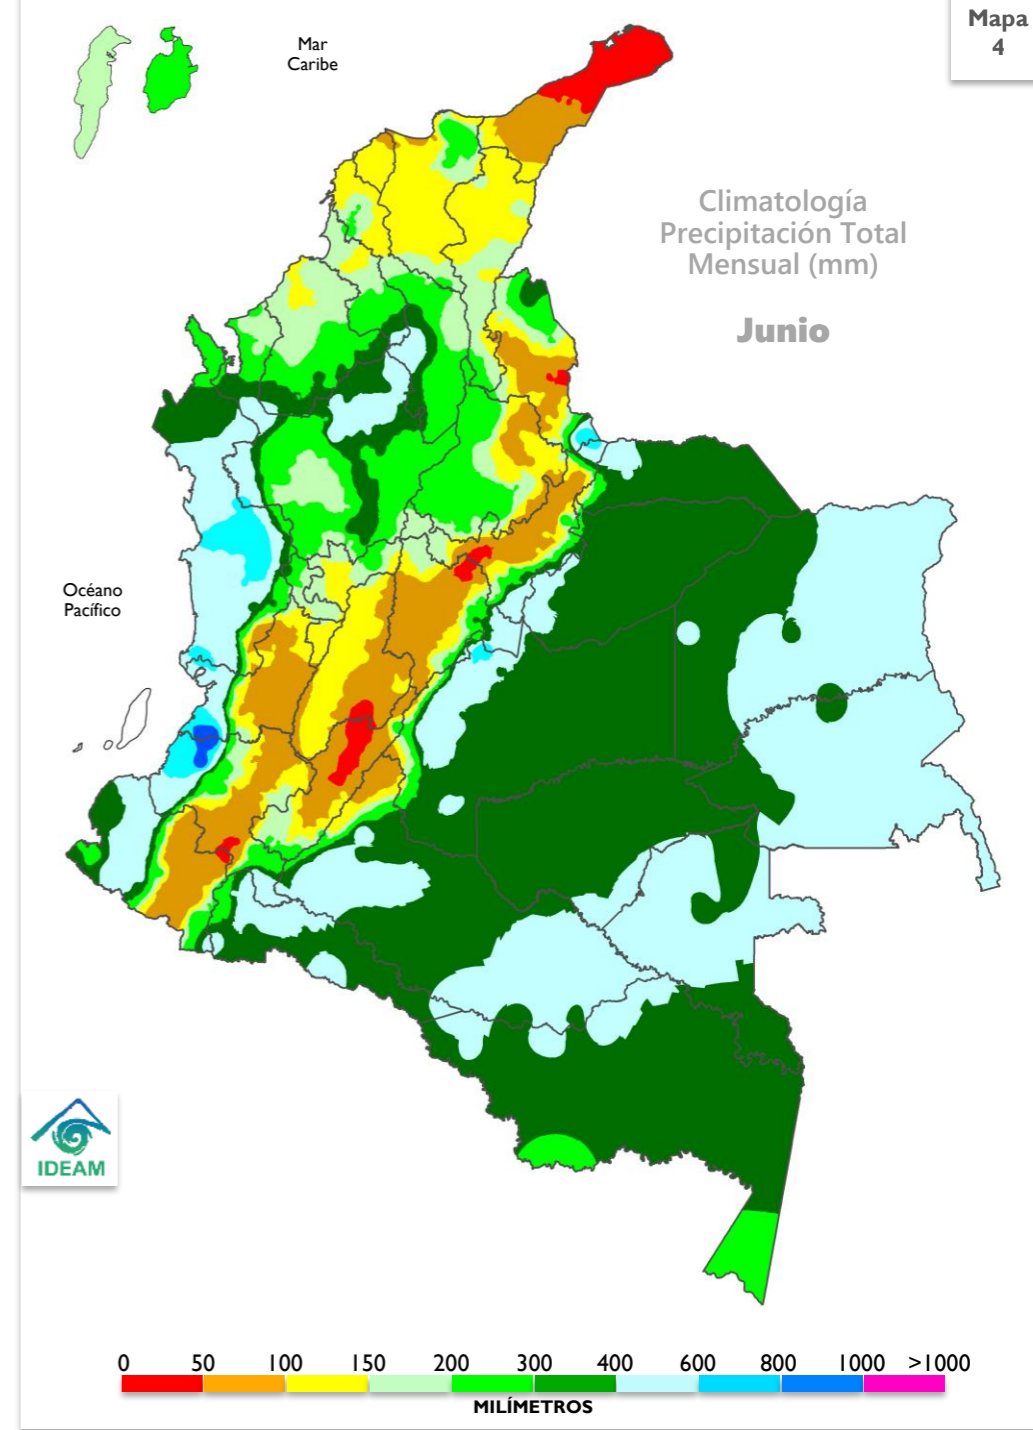 Mapa
4
Mar
Caribe
Climatología
Precipitación Total
Mensual (mm)
Junio
Océano
Pacífico
IDEAM
0 50 100 150 200 300 400 600 800 1000 >1000
MILÍMETROS